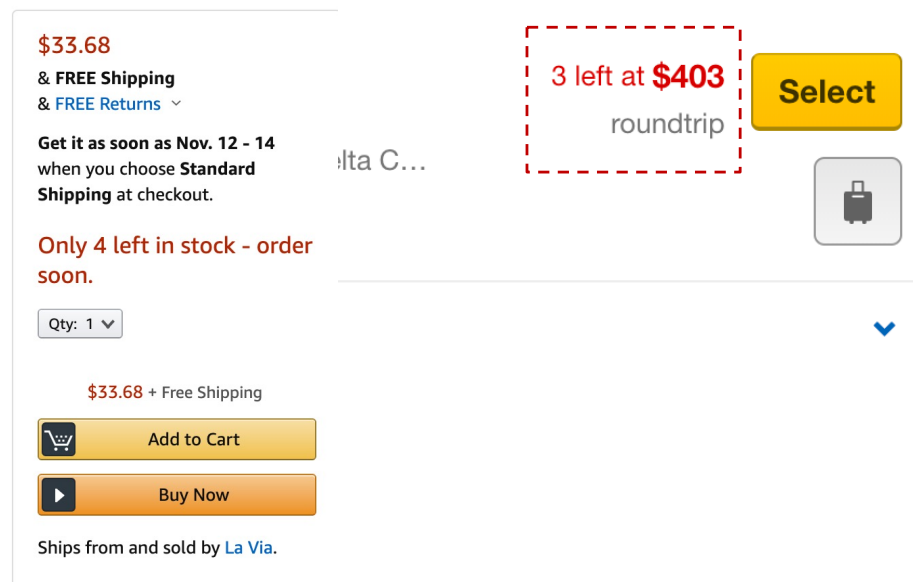 $33.68
& FREE Shipping
& FREE Returns
Get it as soon as Nov. 12 - 14
when you choose Standard
Shipping at checkout.
Only 4 left in stock - order
soon.
Qty: 1
$33.68 + Free Shipping
Add to Cart
Buy Now
Ships from and sold by La Via.
3 left at $403
roundtrip
Select
elta C...